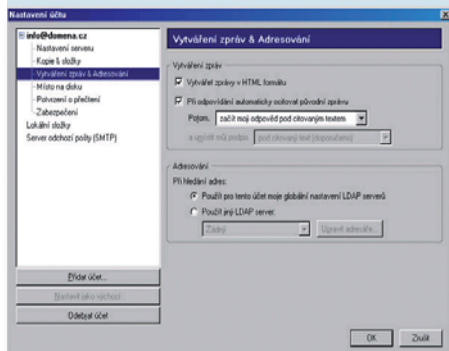 Nastavení účtu
info@domena.cz
Nastavení serveru
Kopie & složky
Vytváření zpráv & Adresování
Místo na disku
Potvrzení o přečtení
Zabezpečení
Lokální složky
Server odchozí pošty (SMTP)
Přidat účet...
Nastavit jako výchozí
Odebrat účet
Vytváření zpráv & Adresování
Vytváření zpráv
Vytvářet zprávy v HTML formátu
Při odpovídání automaticky ocitovat původní zprávu
Potom, začít moji odpověď pod citovaným textem
a umístit můj podpis pod citovaný text (doporučeno)
Adresování
Při hledání adres:
Použít pro tento účet moje globální nastavení LDAP serverů
Použít jiný LDAP server:
Žádný
Upravit adresáře...
OK
Zrušit